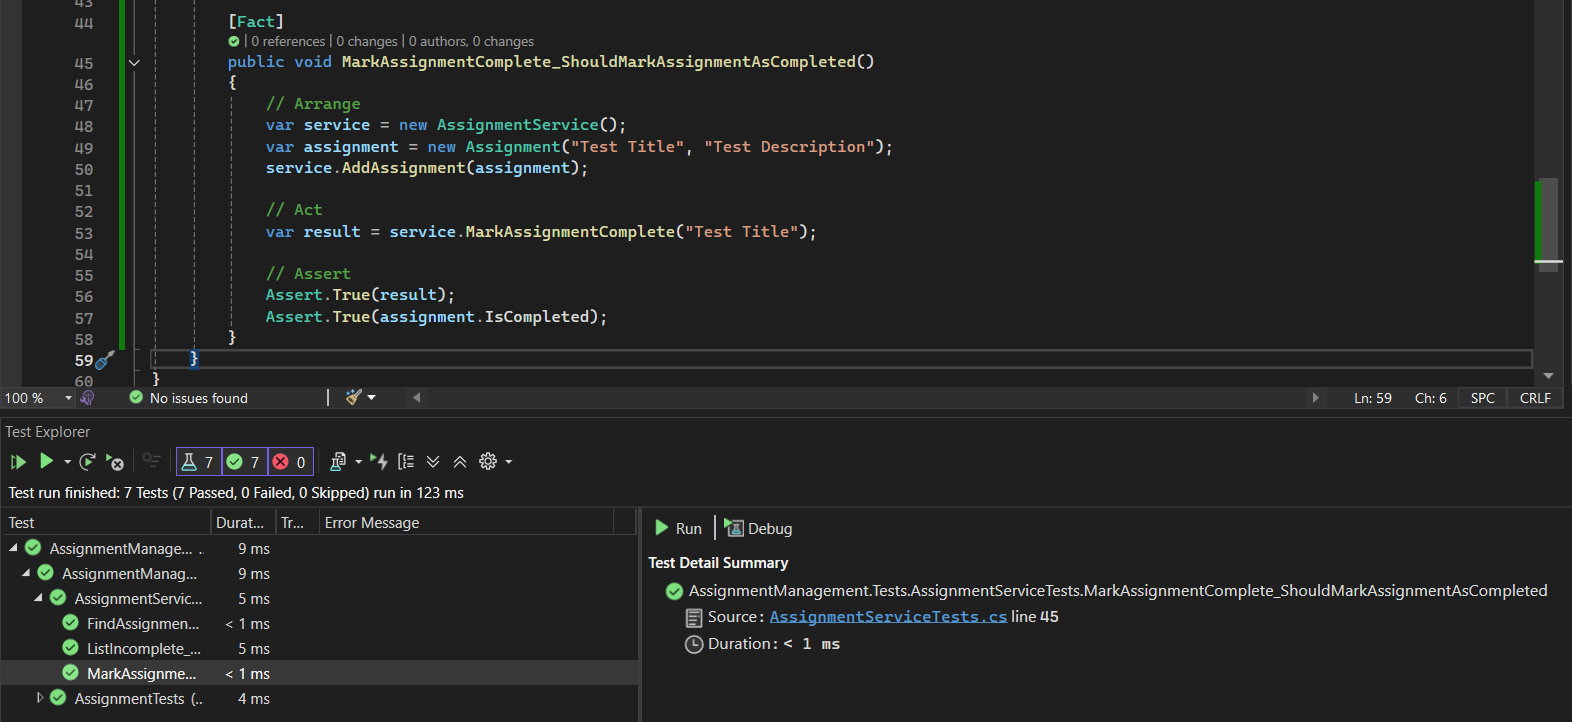 43
44 [Fact]
0 references | 0 changes | 0 authors, 0 changes
45 public void MarkAssignmentComplete_ShouldMarkAssignmentAsCompleted()
46 {
47 // Arrange
48 var service = new AssignmentService();
49 var assignment = new Assignment("Test Title", "Test Description");
50 service.AddAssignment(assignment);
51
52 // Act
53 var result = service.MarkAssignmentComplete("Test Title");
54
55 // Assert
56 Assert.True(result);
57 Assert.True(assignment.IsCompleted);
58 }
59 }
60 }
100 % No issues found Ln: 59 Ch: 6 SPC CRLF
Test Explorer
7 7 0
Test run finished: 7 Tests (7 Passed, 0 Failed, 0 Skipped) run in 123 ms
Test Durat... Tr... Error Message
AssignmentManage... .. 9 ms
AssignmentManag... 9 ms
AssignmentServic... 5 ms
FindAssignmen... < 1 ms
ListIncomplete_... 5 ms
MarkAssignme... < 1 ms
AssignmentTests (.. 4 ms
Run Debug
Test Detail Summary
AssignmentManagement.Tests.AssignmentServiceTests.MarkAssignmentComplete_ShouldMarkAssignmentAsCompleted
Source: AssignmentServiceTests.cs line 45
Duration: < 1 ms